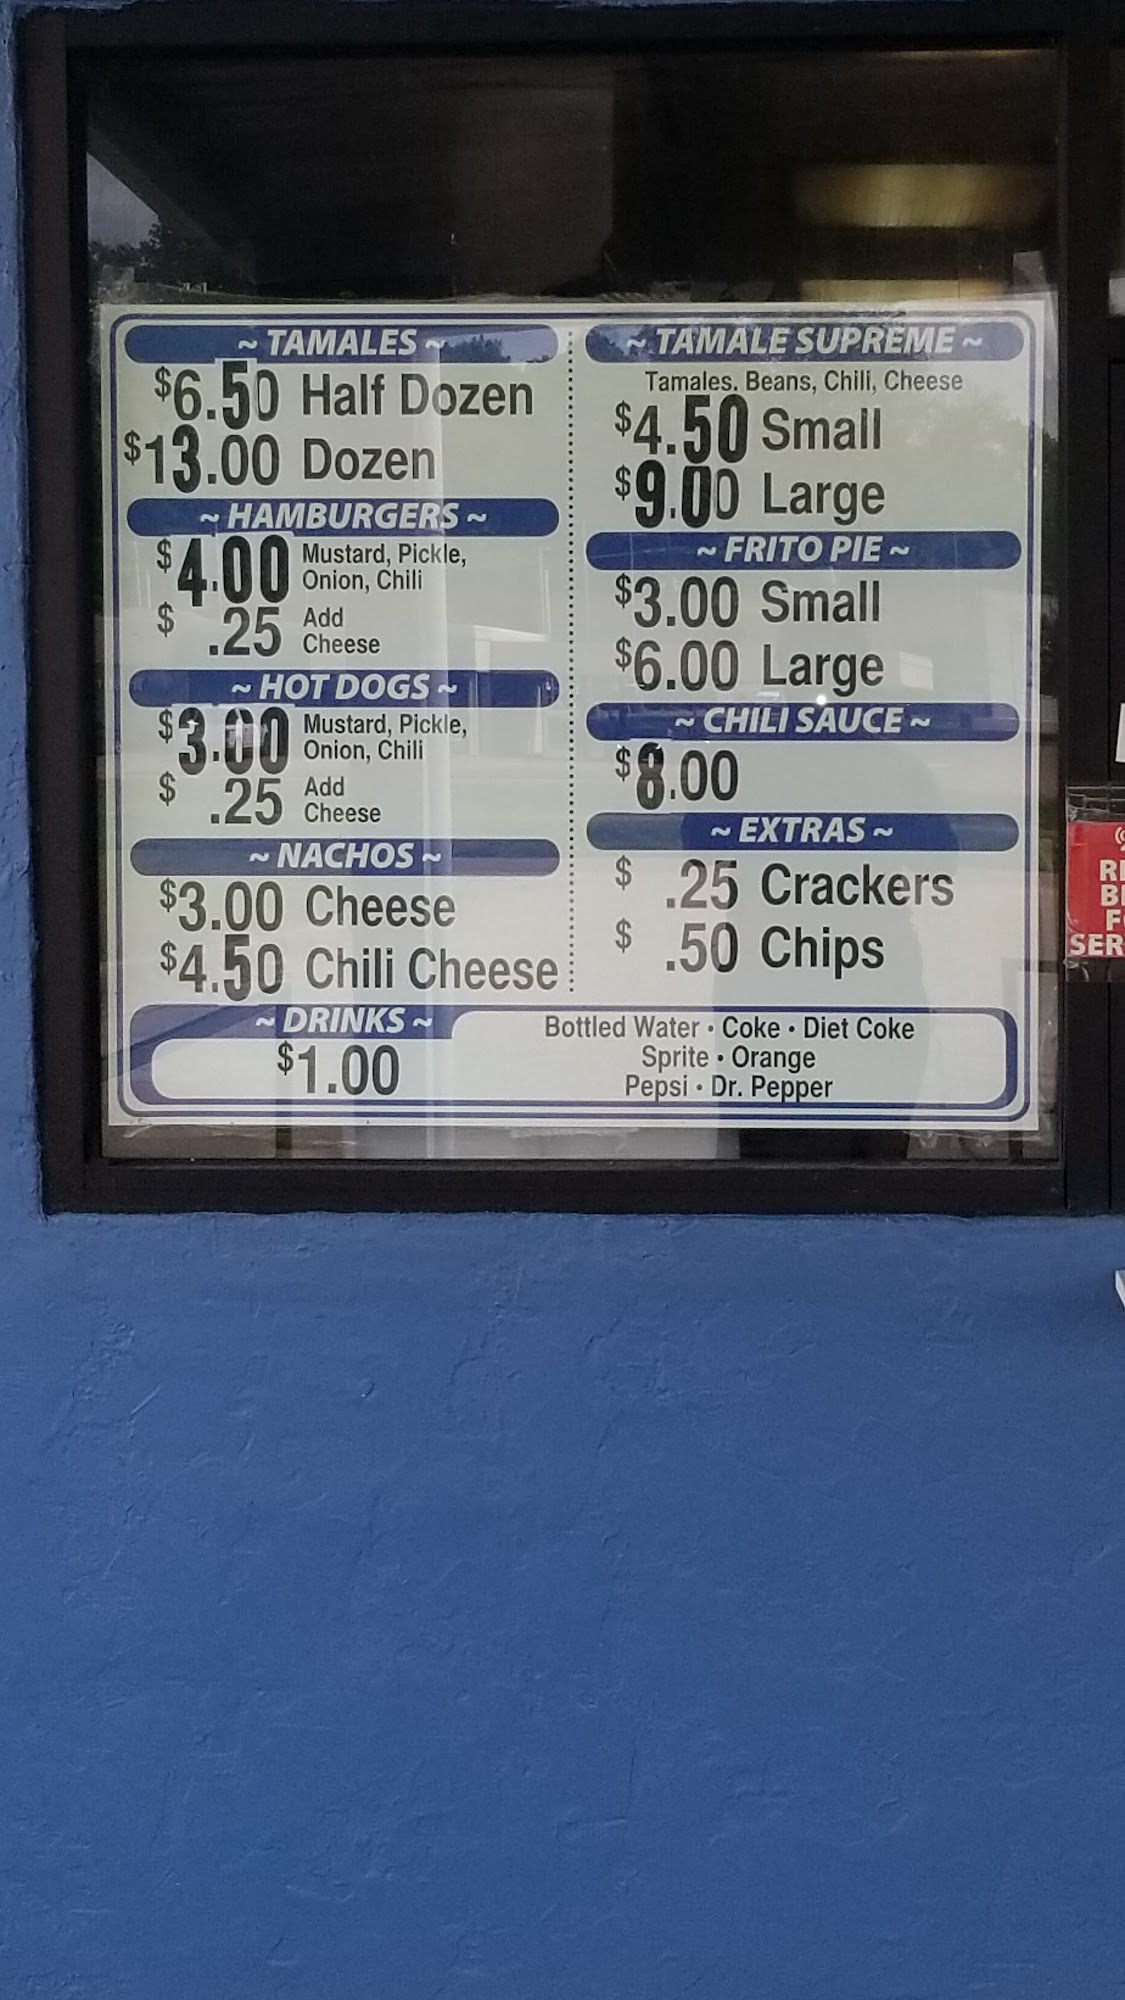 ~ TAMALES ~
$6.50 Half Dozen
$13.00 Dozen
~ HAMBURGERS ~
$4.00 Mustard, Pickle,
Onion, Chili
$ .25 Add
Cheese
~ HOT DOGS ~
$3.00 Mustard, Pickle,
Onion, Chili
$ .25 Add
Cheese
~ NACHOS ~
$3.00 Cheese
$4.50 Chili Cheese
~ TAMALE SUPREME ~
Tamales, Beans, Chili, Cheese
$4.50 Small
$9.00 Large
~ FRITO PIE ~
$3.00 Small
$6.00 Large
~ CHILI SAUCE ~
$8.00
~ EXTRAS ~
$ .25 Crackers
$ .50 Chips
~ DRINKS ~
$1.00
Bottled Water • Coke • Diet Coke
Sprite • Orange
Pepsi • Dr. Pepper